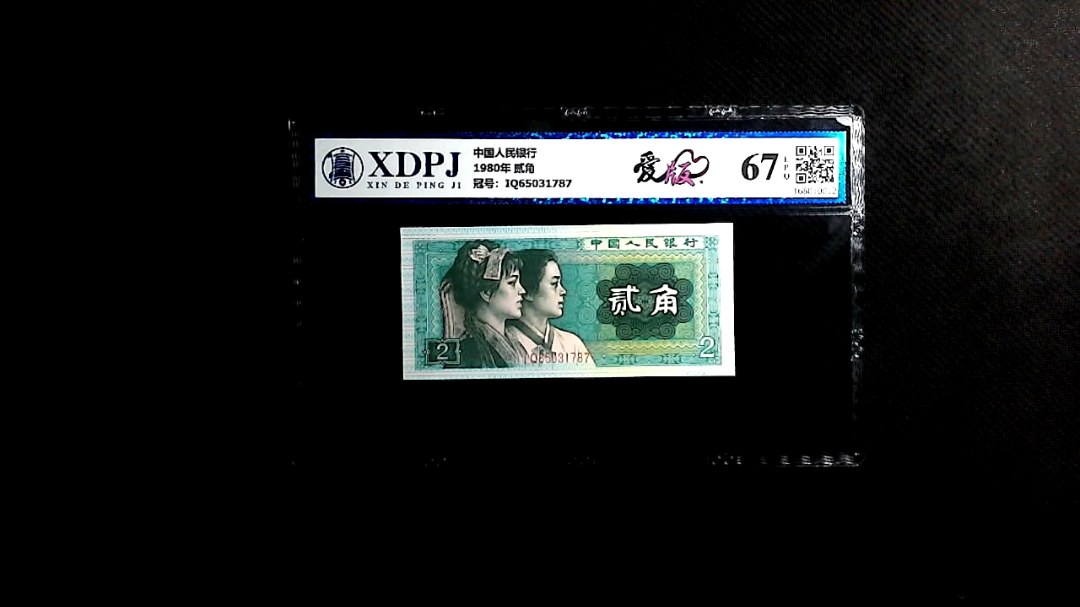 XDPJ
XIN DE PING JI
中国人民银行
1980年 贰角
冠号: IQ65031787
爱版
67
EPQ
中国人民银行
贰角
2
IQ65031787
2